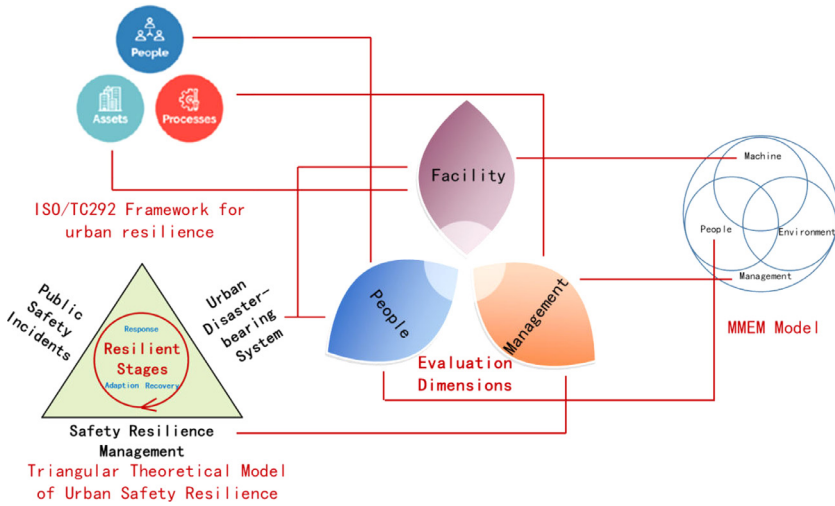 People
Assets
Processes
ISO/TC292 Framework for
urban resilience
Facility
People
Management
Evaluation
Dimensions
Machine
People
Environment
Management
MMEM Model
Public
Safety
Incidents
Urban
Disaster-
bearing
System
Response
Resilient
Stages
Adaption Recovery
Safety Resilience
Management
Triangular Theoretical Model
of Urban Safety Resilience